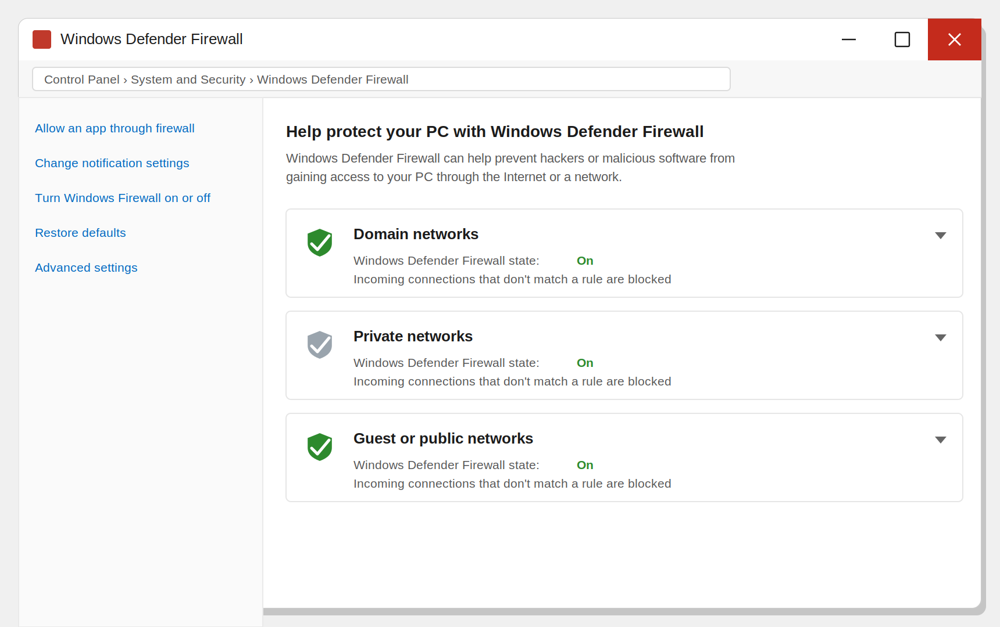 Windows Defender Firewall
Control Panel › System and Security › Windows Defender Firewall
Allow an app through firewall
Change notification settings
Turn Windows Firewall on or off
Restore defaults
Advanced settings
Help protect your PC with Windows Defender Firewall
Windows Defender Firewall can help prevent hackers or malicious software from
gaining access to your PC through the Internet or a network.
Domain networks
Windows Defender Firewall state: On
Incoming connections that don't match a rule are blocked
Private networks
Windows Defender Firewall state: On
Incoming connections that don't match a rule are blocked
Guest or public networks
Windows Defender Firewall state: On
Incoming connections that don't match a rule are blocked